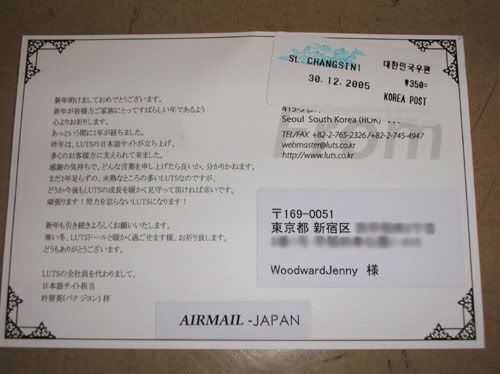 新年明けましておめでとうございます。
新年が皆様方ご家族にとってすばらしい年であるよう
心よりお祈りします。
あっという間に1年が経ちました。
昨年は、LUTSの日本語サイトが立ち上げ、
多くのお客様方に支えられて来ました。
感謝の気持ちで、どんな言葉を申し上げたら良いか、分かりかねます。
まだ1年足らずの、未熟なところの多いLUTSなのですが、
どうか今後もLUTSの成長を暖かく見守って頂ければ幸いです。
頑張ります!努力を怠らないLUTSになります!
新年も引き続きよろしくお願いいたします。
寒い冬、LUTSドールと暖かく過ごせます様、お祈り致します。
どうもありがとうございます。
LUTSの会社員を代わりまして、
日本語サイト担当
朴智英(パク ジヨン) 拝
SL CHANGSIN1
30.12.2005
대한민국우편
₩350=
KOREA POST
Seoul South Korea (ROK)
TEL/FAX +82-2-765-2326 /+82-2-745-4947
webmaster@luts.co.kr
http://www.luts.co.kr
〒169-0051
東京都 新宿区
WoodwardJenny 様
AIRMAIL -JAPAN